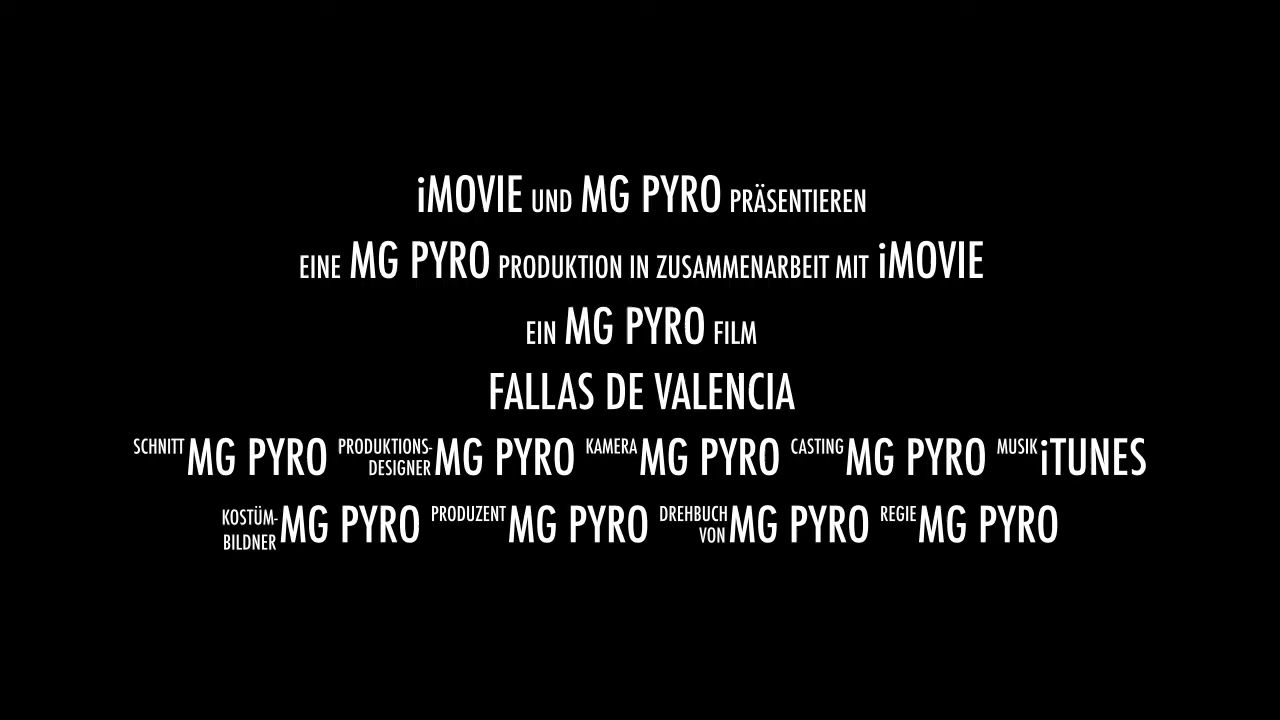 iMOVIE UND MG PYRO PRÄSENTIEREN
EINE MG PYRO PRODUKTION IN ZUSAMMENARBEIT MIT iMOVIE
EIN MG PYRO FILM
FALLAS DE VALENCIA
SCHNITT MG PYRO PRODUKTIONS-DESIGNER MG PYRO KAMERA MG PYRO CASTING MG PYRO MUSIK iTUNES
KOSTÜM-BILDNER MG PYRO PRODUZENT MG PYRO DREHBUCH VON MG PYRO REGIE MG PYRO